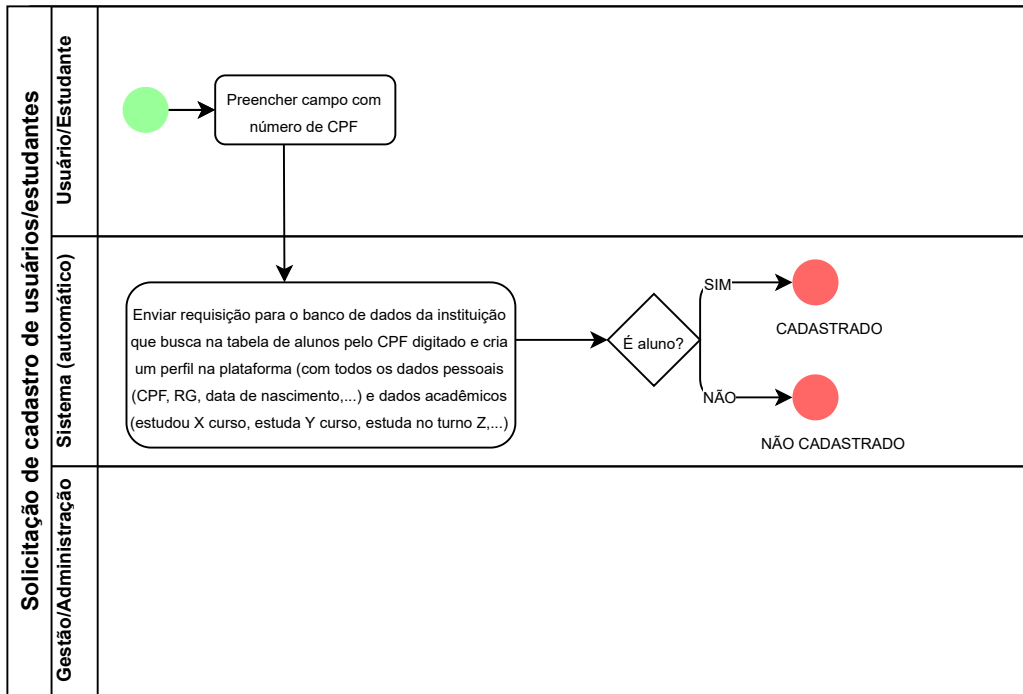 Solicitação de cadastro de usuários/estudantes
Usuário/Estudante
Preencher campo com
número de CPF
Sistema (automático)
Enviar requisição para o banco de dados da instituição
que busca na tabela de alunos pelo CPF digitado e cria
um perfil na plataforma (com todos os dados pessoais
(CPF, RG, data de nascimento,...) e dados acadêmicos
(estudou X curso, estuda Y curso, estuda no turno Z,...)
É aluno?
SIM
CADASTRADO
NÃO
NÃO CADASTRADO
Gestão/Administração